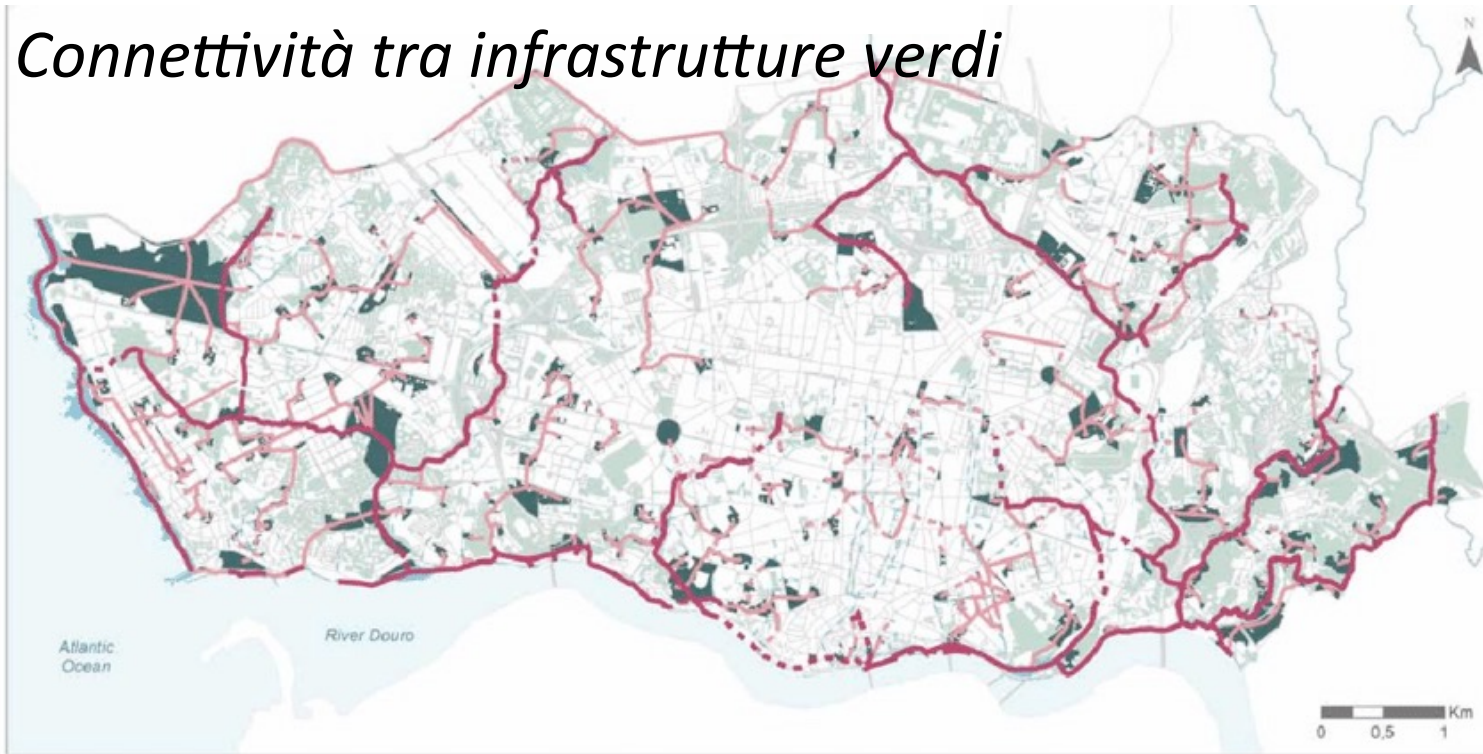 Connettività tra infrastrutture verdi
N
River Douro
Atlantic
Ocean
Km
0 0,5 1